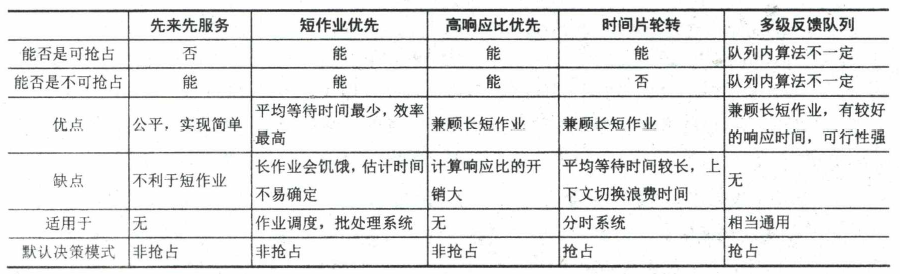 先来先服务 短作业优先 高响应比优先 时间片轮转 多级反馈队列
能否是可抢占 否 能 能 能 队列内算法不一定
能否是不可抢占 能 能 能 否 队列内算法不一定
优点 公平，实现简单 平均等待时间最少，效率最高 兼顾长短作业 兼顾长短作业 兼顾长短作业，有较好的响应时间，可行性强
缺点 不利于短作业 长作业会饥饿，估计时间不易确定 计算响应比的开销大 平均等待时间较长，上下文切换浪费时间 无
适用于 无 作业调度，批处理系统 无 分时系统 相当通用
默认决策模式 非抢占 非抢占 非抢占 抢占 抢占